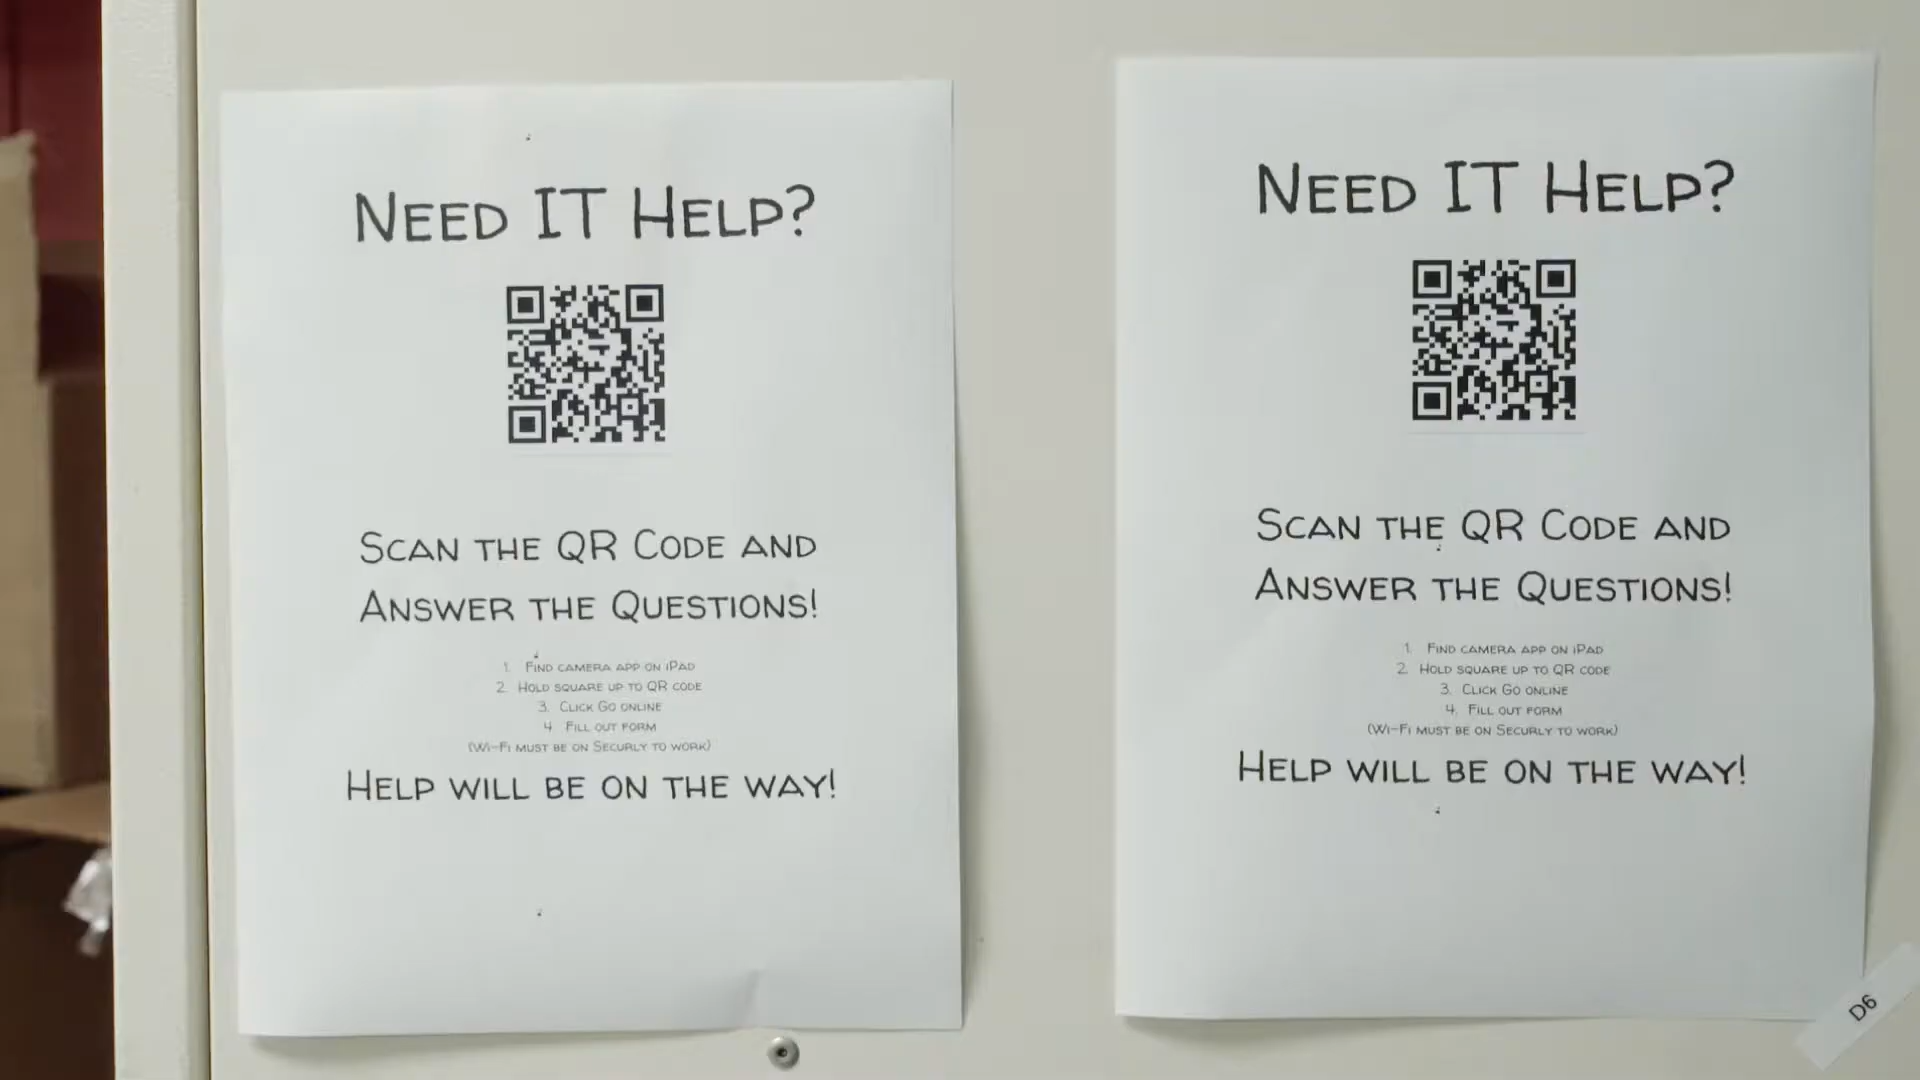 Need IT Help?
Scan the QR Code and
Answer the Questions!
1. Find camera app on iPad
2. Hold square up to QR code
3. Click Go online
4. Fill out form
(Wi-Fi must be on Securly to work)
Help will be on the way!
Need IT Help?
Scan the QR Code and
Answer the Questions!
1. Find camera app on iPad
2. Hold square up to QR code
3. Click Go online
4. Fill out form
(Wi-Fi must be on Securly to work)
Help will be on the way!
D6